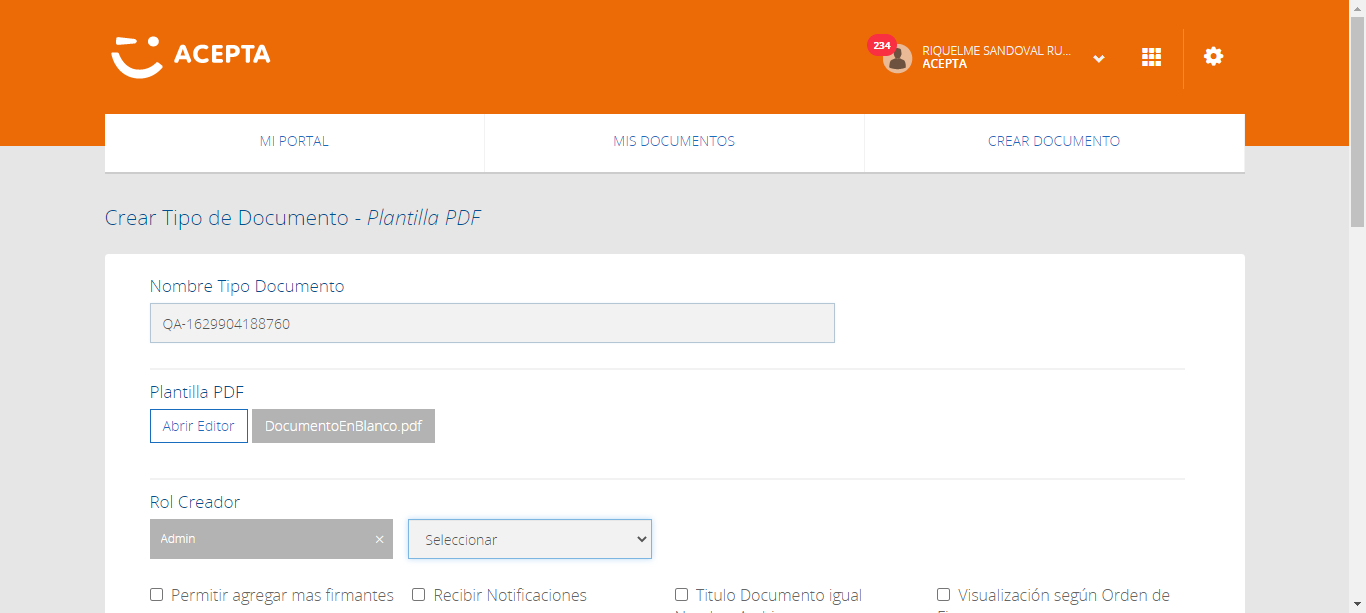 ACEPTA
234
RIQUELME SANDOVAL RU...
ACEPTA
MI PORTAL
MIS DOCUMENTOS
CREAR DOCUMENTO
Crear Tipo de Documento - Plantilla PDF
Nombre Tipo Documento
QA-1629904188760
Plantilla PDF
Abrir Editor
DocumentoEnBlanco.pdf
Rol Creador
Admin ×
Seleccionar
Permitir agregar mas firmantes
Recibir Notificaciones
Titulo Documento igual
Visualización según Orden de